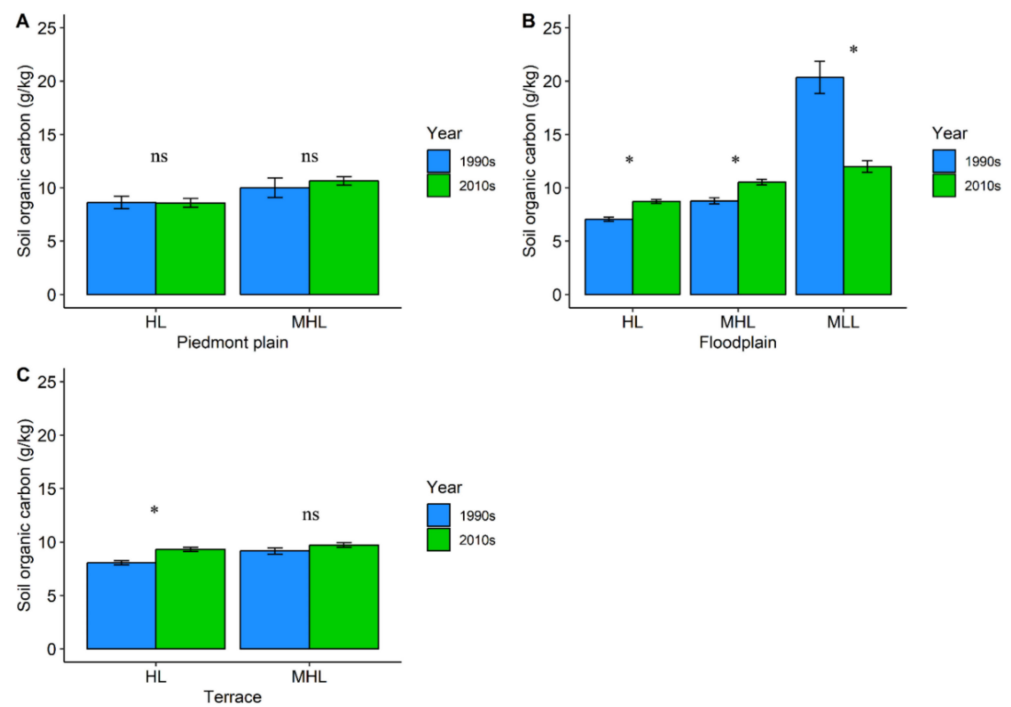 A
25
20
15
10
5
0
Soil organic carbon (g/kg)
ns
ns
HL
MHL
Piedmont plain
Year
1990s
2010s
B
25
20
15
10
5
0
Soil organic carbon (g/kg)
*
*
*
HL
MHL
MLL
Floodplain
Year
1990s
2010s
C
25
20
15
10
5
0
Soil organic carbon (g/kg)
*
ns
HL
MHL
Terrace
Year
1990s
2010s